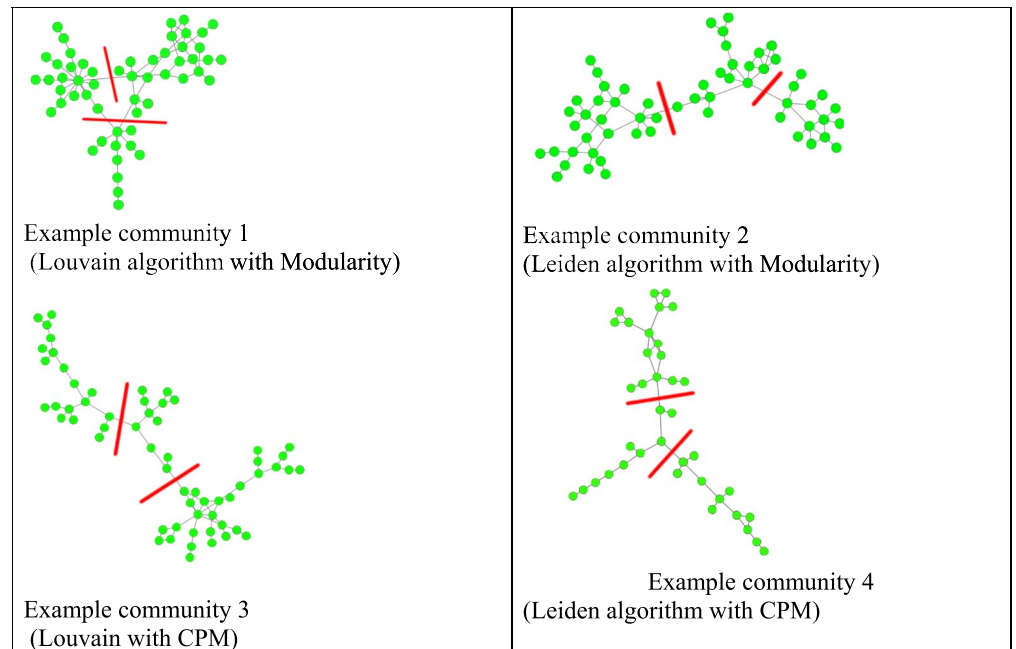 Example community 1
(Louvain algorithm with Modularity)
Example community 2
(Leiden algorithm with Modularity)
Example community 3
(Louvain with CPM)
Example community 4
(Leiden algorithm with CPM)